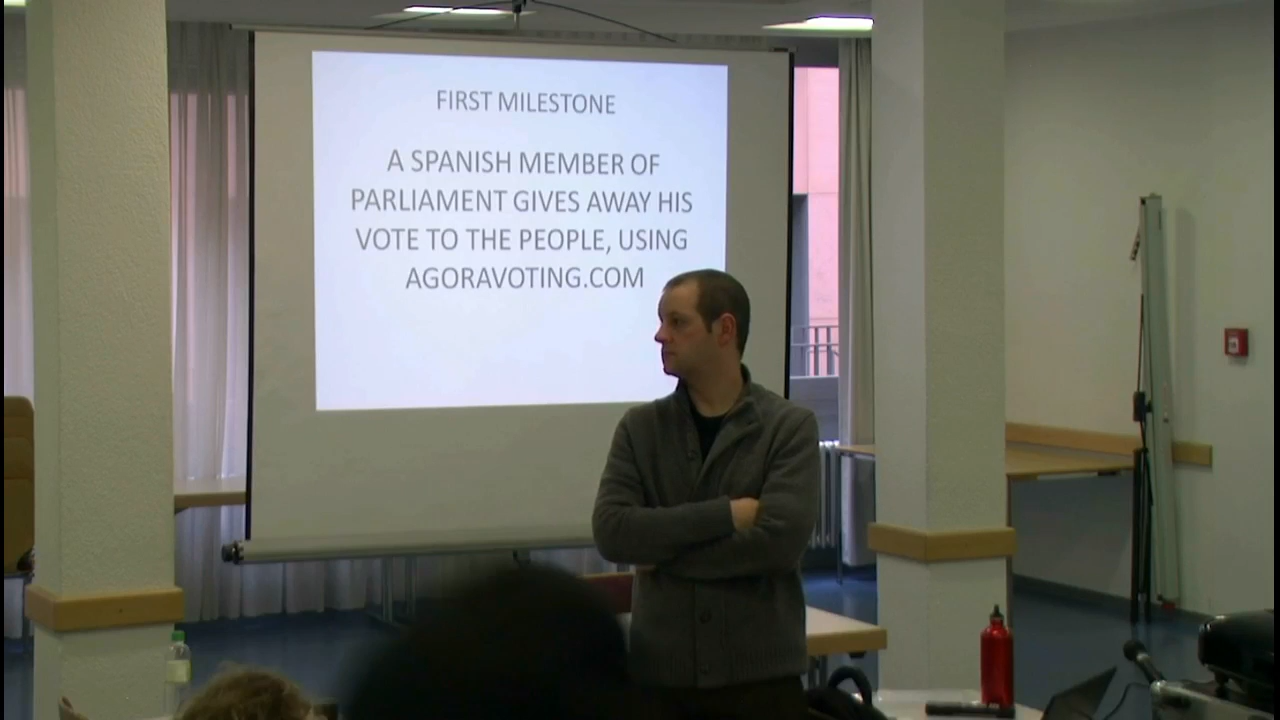 FIRST MILESTONE
A SPANISH MEMBER OF
PARLIAMENT GIVES AWAY HIS
VOTE TO THE PEOPLE, USING
AGORAVOTING.COM